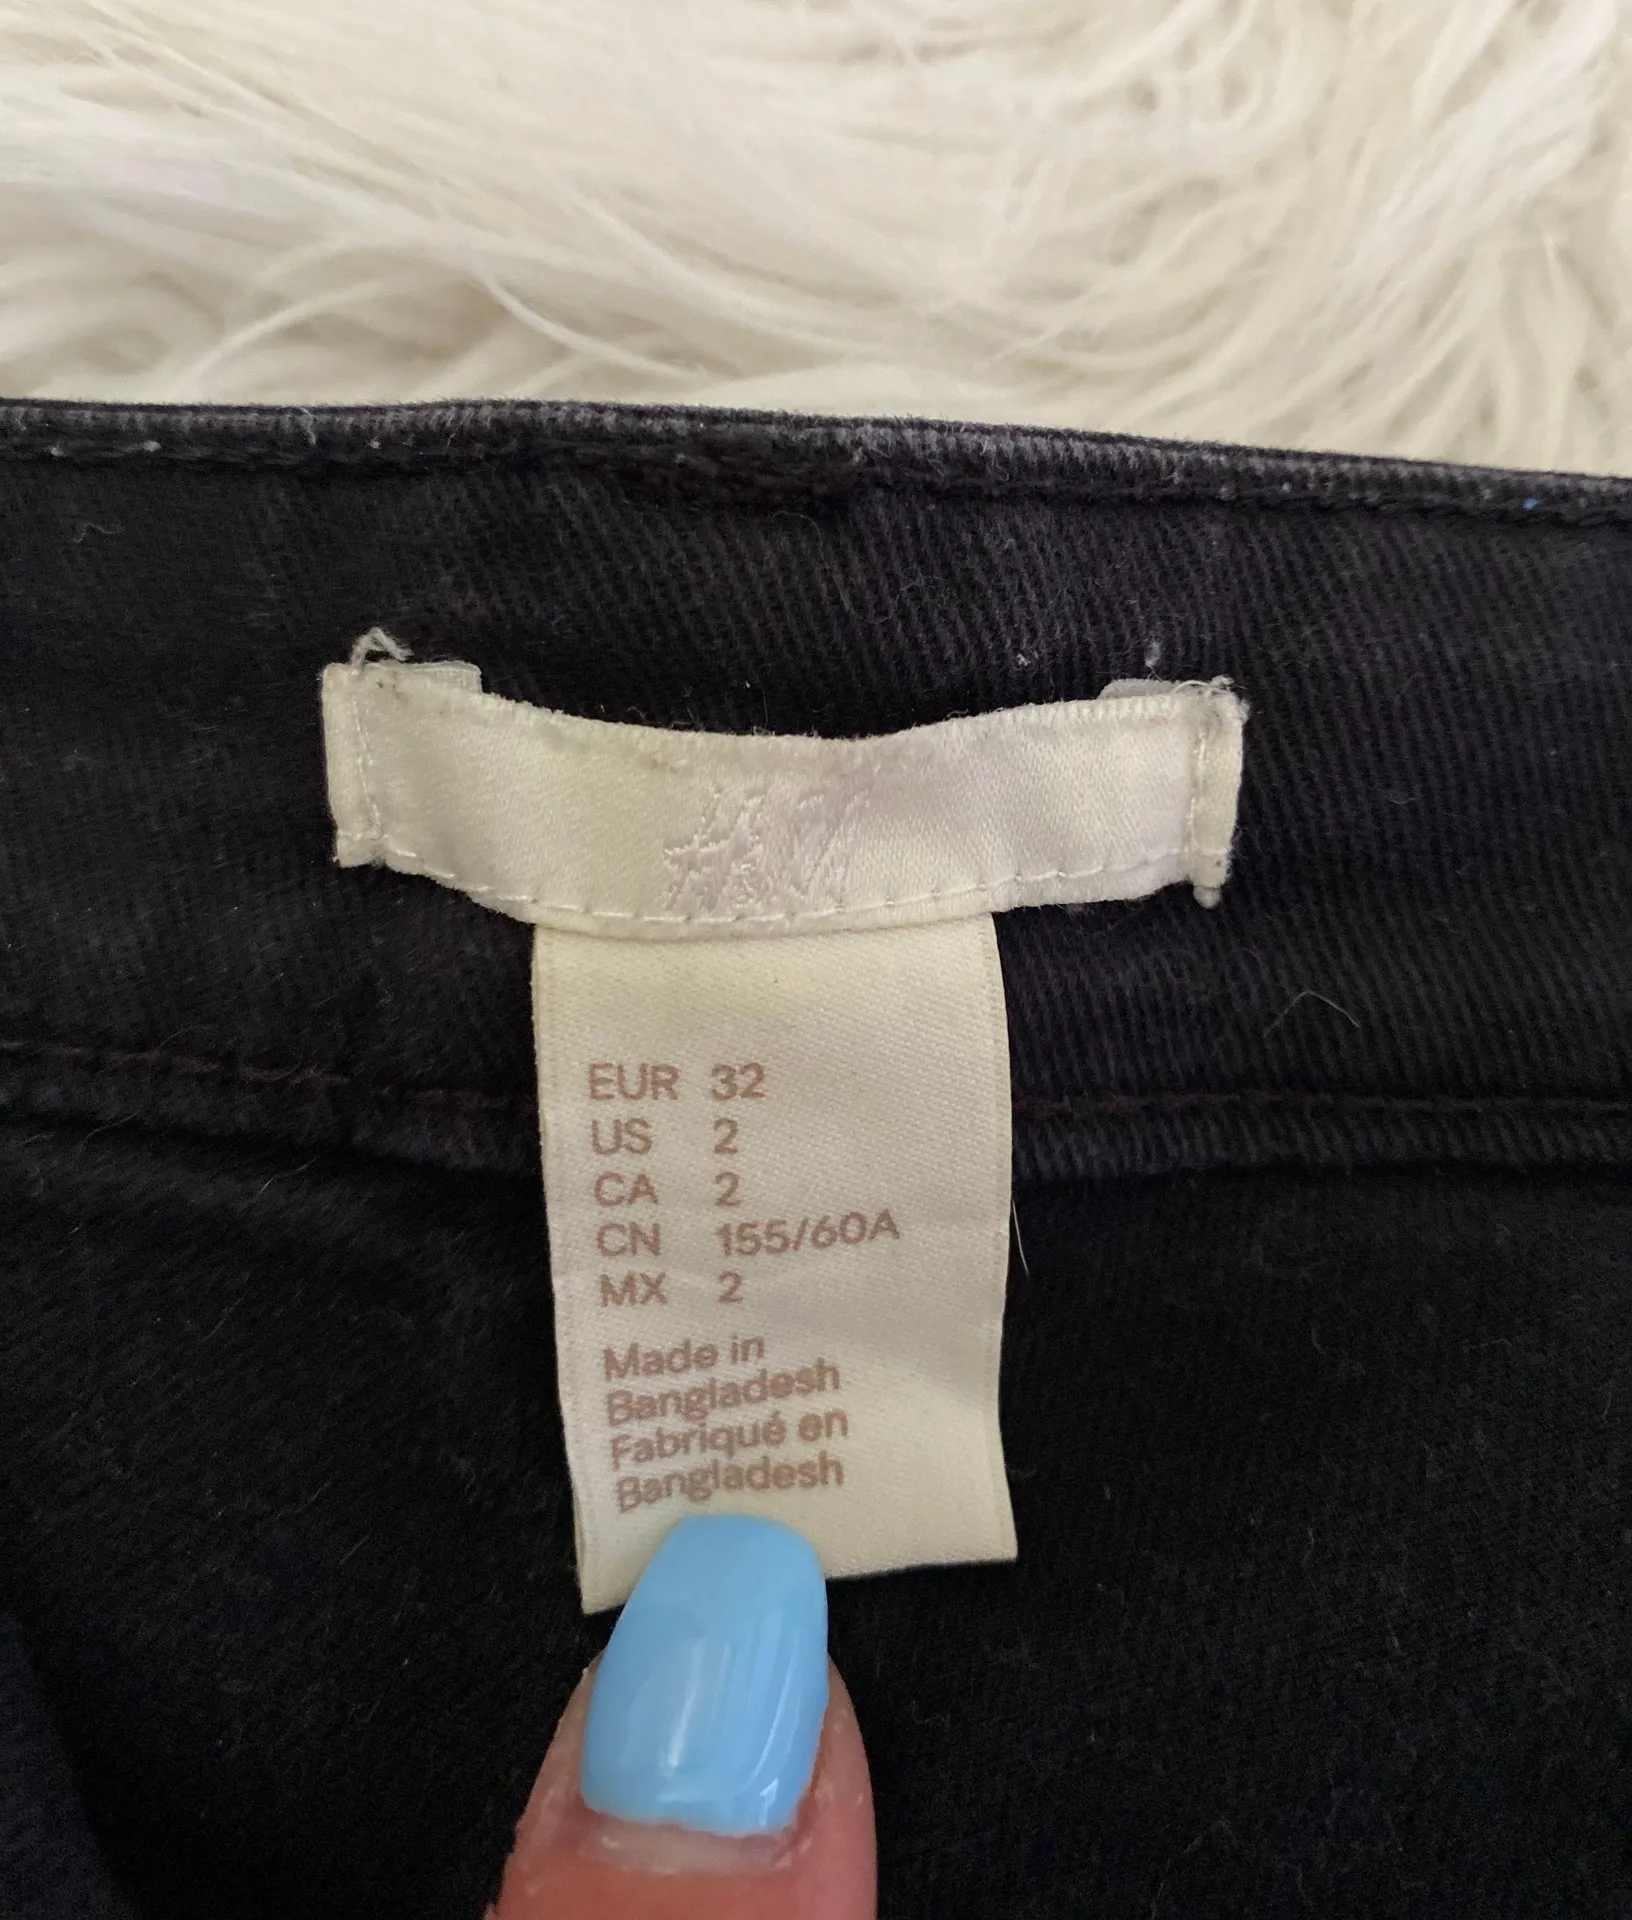 H&M
EUR 32
US 2
CA 2
CN 155/60A
MX 2
Made in
Bangladesh
Fabriqué en
Bangladesh